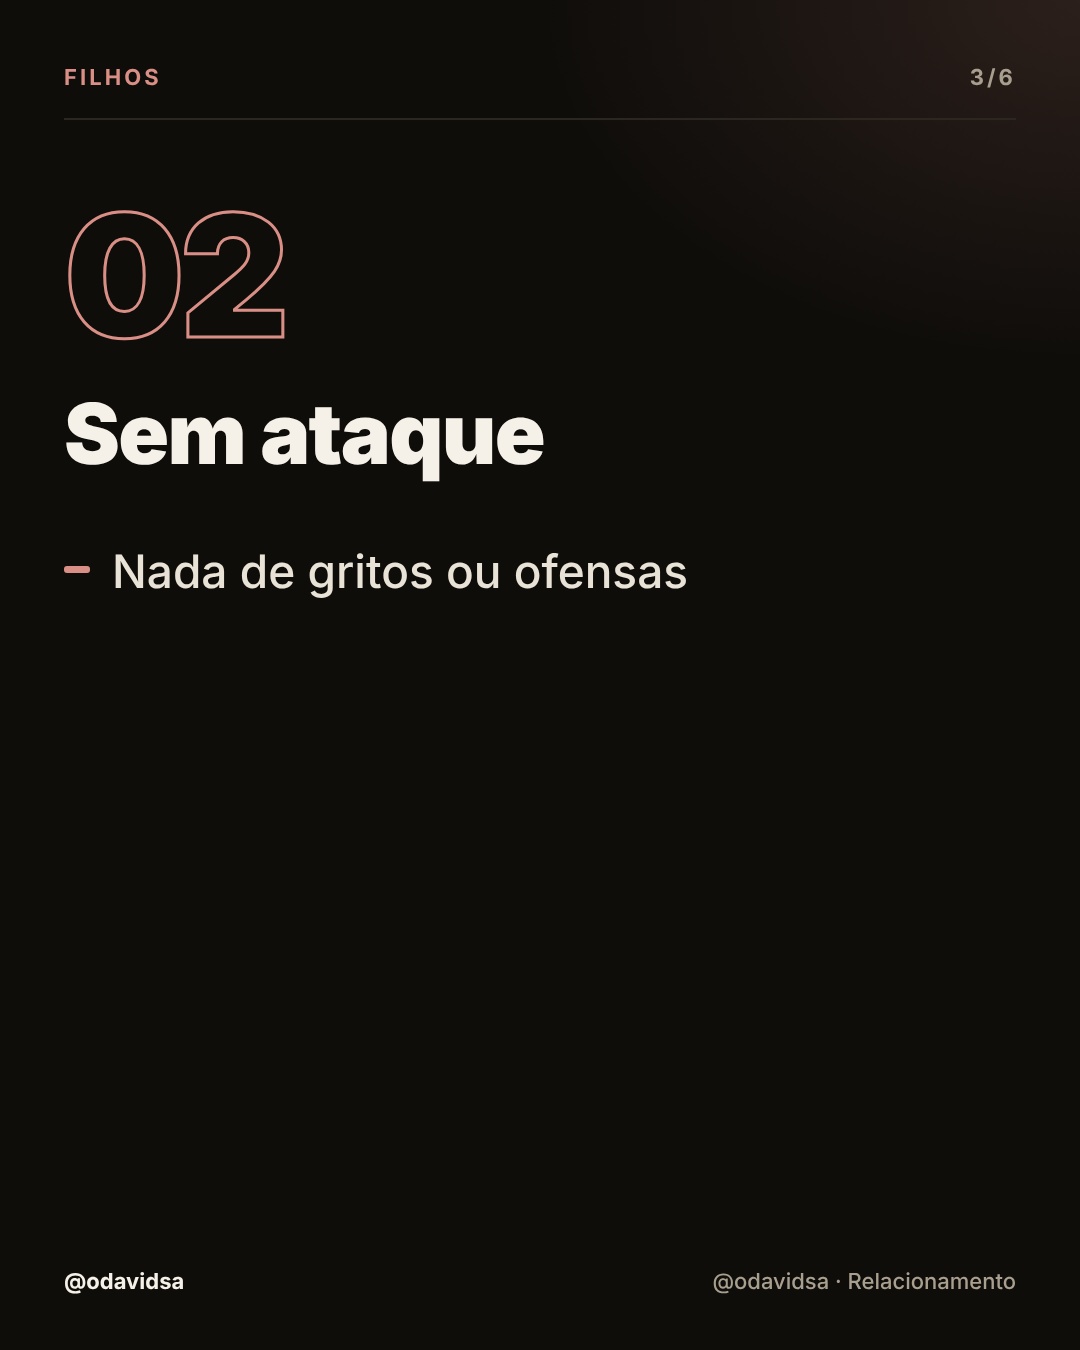 FILHOS
3/6
02
Sem ataque
Nada de gritos ou ofensas
@odavidsa
@odavidsa · Relacionamento